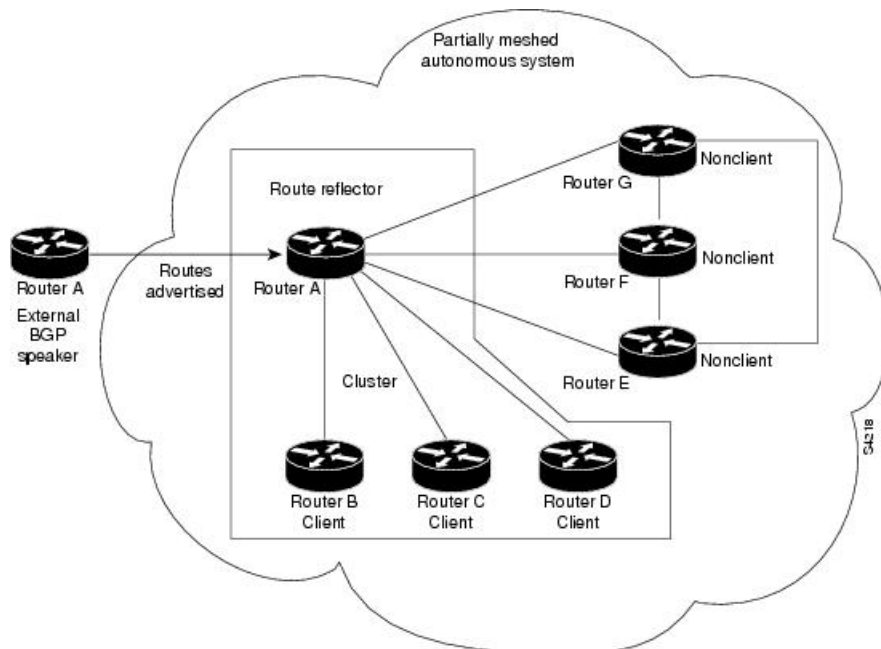 Partially meshed
autonomous system
Nonclient
Router G
Route reflector
Nonclient
Router F
Router A
Routes
advertised
Router A
External
BGP
speaker
Nonclient
Router E
Cluster
S4218
Router B
Client
Router C
Client
Router D
Client